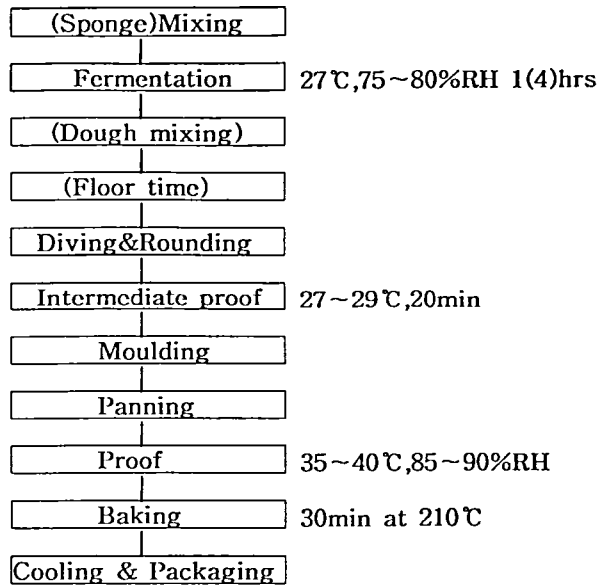 (Sponge)Mixing
Fermentation 27℃,75~80%RH 1(4)hrs
(Dough mixing)
(Floor time)
Diving&Rounding
Intermediate proof 27~29℃,20min
Moulding
Panning
Proof 35~40℃,85~90%RH
Baking 30min at 210℃
Cooling & Packaging